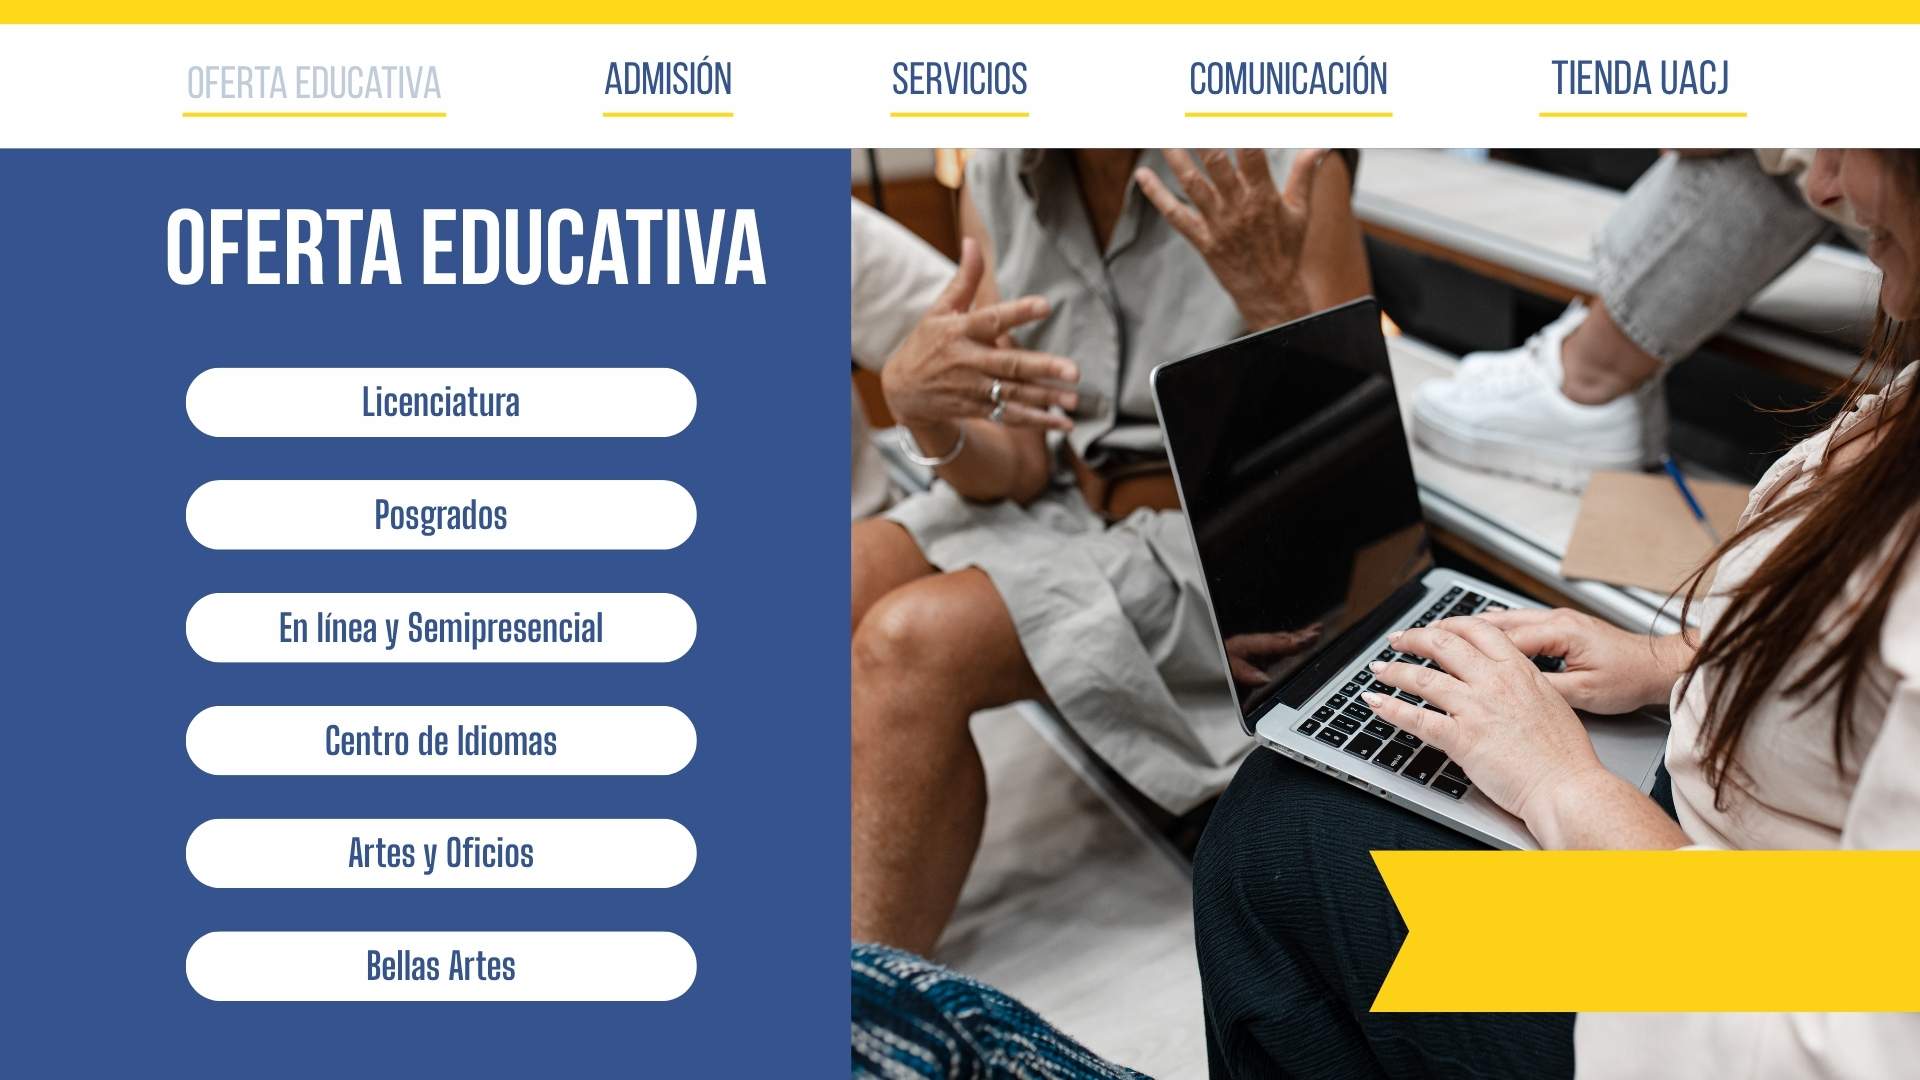 OFERTA EDUCATIVA
ADMISIÓN
SERVICIOS
COMUNICACIÓN
TIENDA UACJ
OFERTA EDUCATIVA
Licenciatura
Posgrados
En línea y Semipresencial
Centro de Idiomas
Artes y Oficios
Bellas Artes